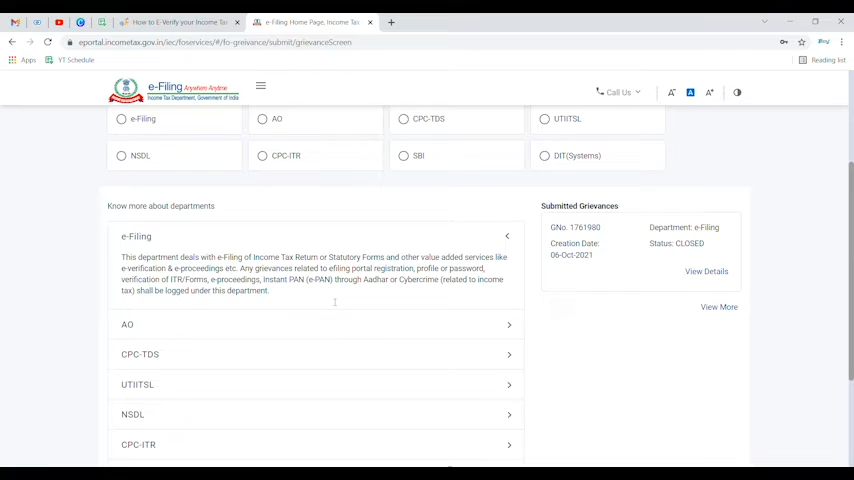 How to E-Verify your Income Tax
e-Filing Home Page, Income Tax
eportal.incometax.gov.in/iec/foservices/#/fo-greivance/submit/grievanceScreen
Apps
YT Schedule
Reading list
e-Filing Anywhere Anytime
Income Tax Department, Government of India
Call Us
A-
A
A+
e-Filing
AO
CPC-TDS
UTIITSL
NSDL
CPC-ITR
SBI
DIT(Systems)
Know more about departments
e-Filing
This department deals with e-Filing of Income Tax Return or Statutory Forms and other value added services like
e-verification & e-proceedings etc. Any grievances related to efiling portal registration, profile or password,
verification of ITR/Forms, e-proceedings, Instant PAN (e-PAN) through Aadhar or Cybercrime (related to income
tax) shall be logged under this department.
AO
CPC-TDS
UTIITSL
NSDL
CPC-ITR
Submitted Grievances
GNo. 1761980
Department: e-Filing
Creation Date:
06-Oct-2021
Status: CLOSED
View Details
View More